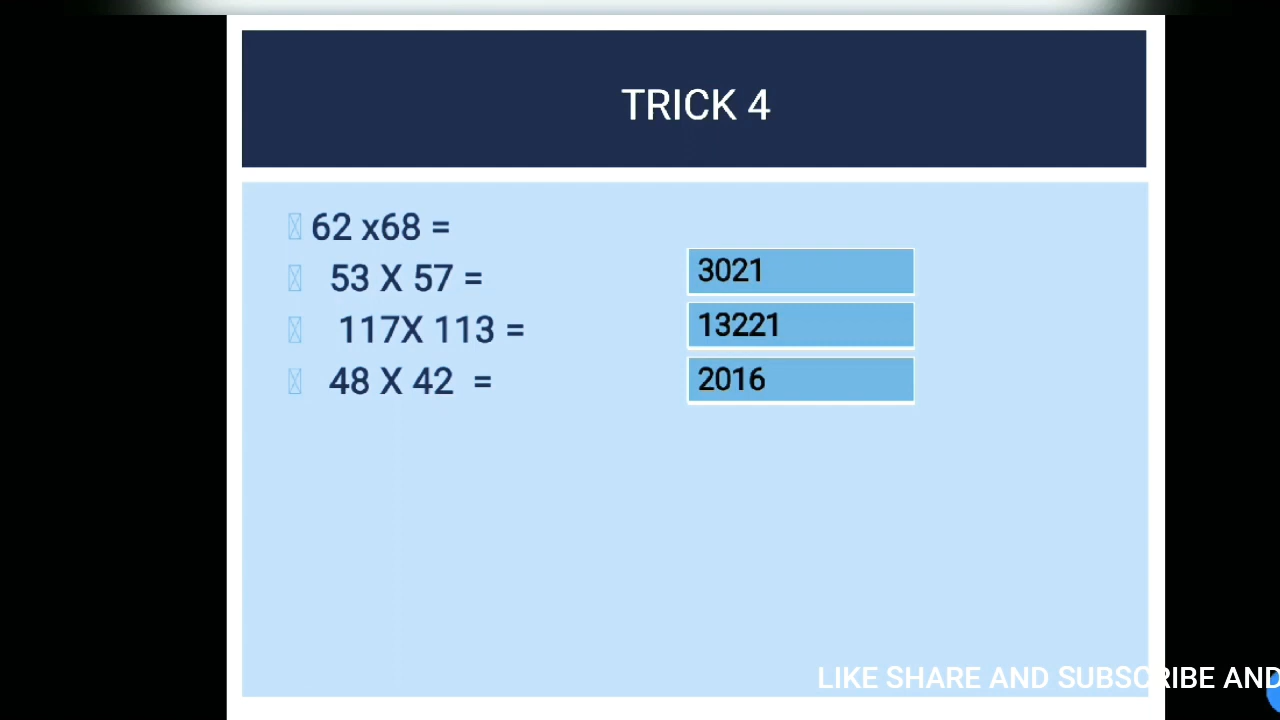 TRICK 4
62 x68 =
53 X 57 =
3021
117X 113 =
13221
48 X 42 =
2016
LIKE SHARE AND SUBSCRIBE AND